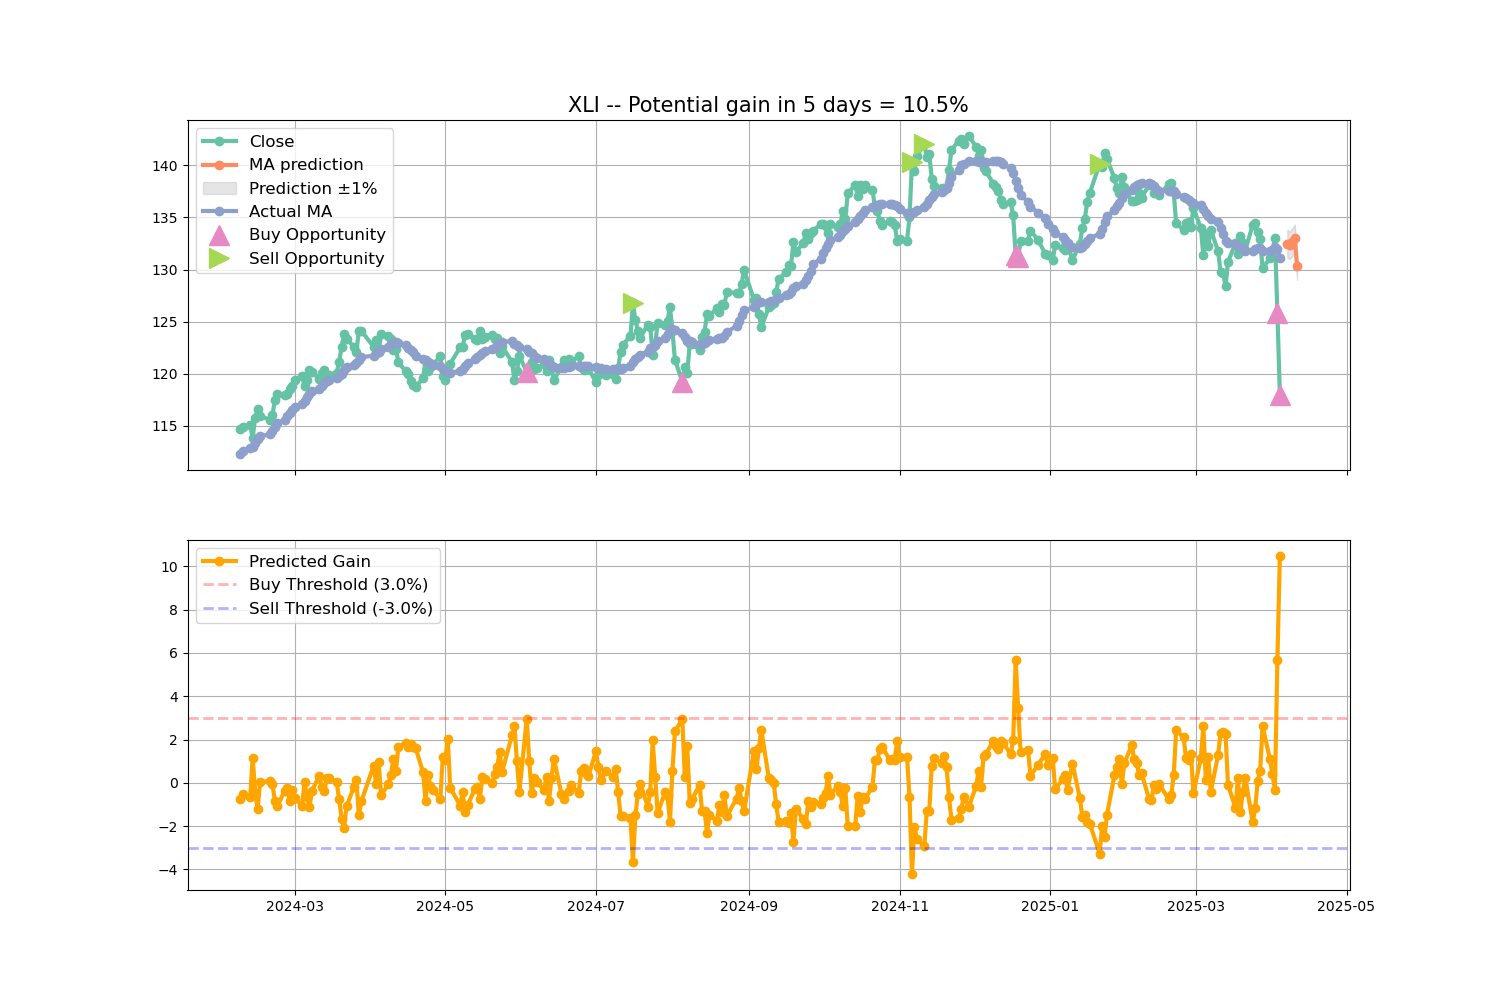 XLI -- Potential gain in 5 days = 10.5%
Close
MA prediction
Prediction ±1%
Actual MA
Buy Opportunity
Sell Opportunity
140
135
130
125
120
115
Predicted Gain
Buy Threshold (3.0%)
Sell Threshold (-3.0%)
10
8
6
4
2
0
−2
−4
2024-03
2024-05
2024-07
2024-09
2024-11
2025-01
2025-03
2025-05